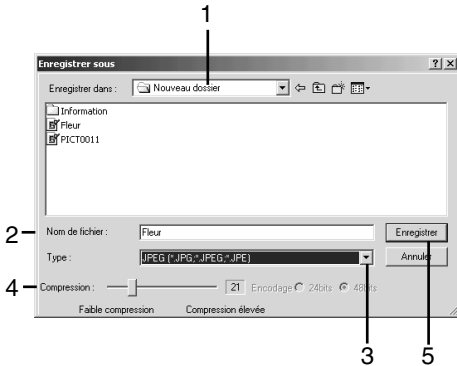 1
Enregistrer sous
Enregistrer dans : Nouveau dossier
Information
Fleur
PICT0011
2 Nom de fichier : Fleur Enregistrer
Type : JPEG (*.JPG;*.JPEG;*.JPE) Annuler
4 Compression : 21 Encodage 24bits 48bits
Faible compression Compression élevée
3 5